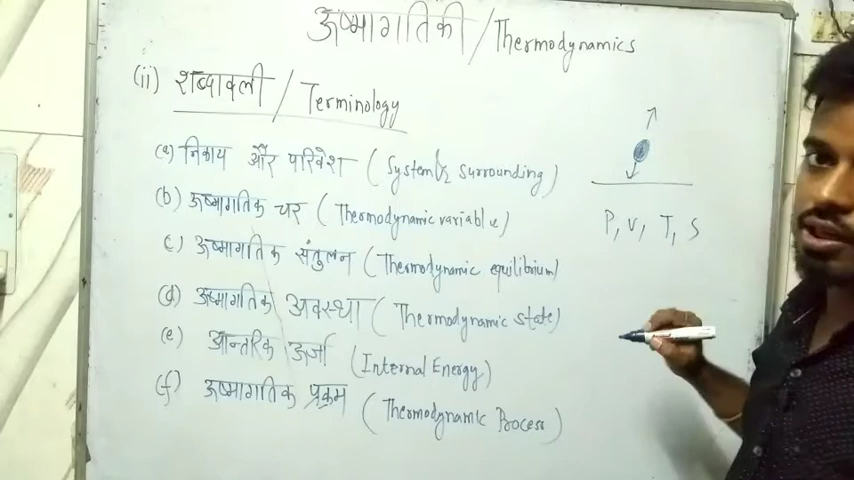 ऊष्मागतिकी / Thermodynamics
(ii) शब्दावली / Terminology
(a) निकाय और परिवेश ( System & Surrounding )
(b) ऊष्मागतिक चर ( Thermodynamic variable )
P, V, T, S
c) ऊष्मागतिक संतुलन ( Thermodynamic equilibrium )
(d) ऊष्मागतिक अवस्था ( Thermodynamic state )
(e) आन्तरिक ऊर्जा ( Internal Energy )
(f) ऊष्मागतिक प्रक्रम ( Thermodynamic Process )